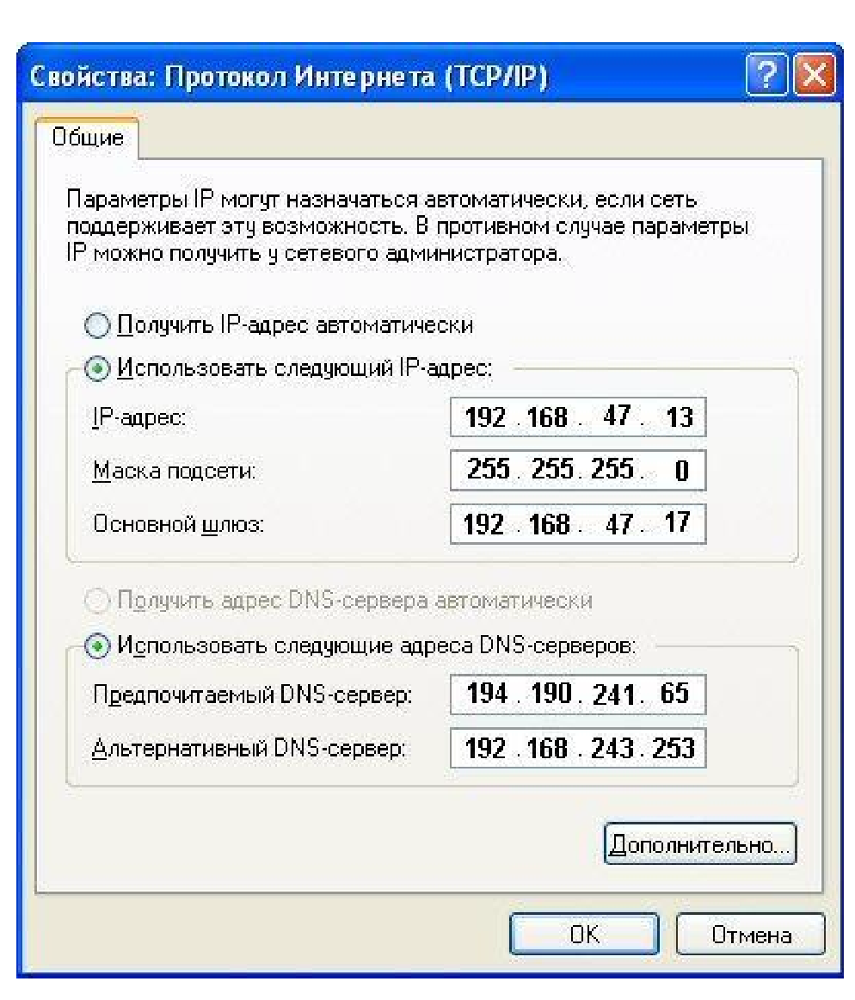 Свойства: Протокол Интернета (TCP/IP)
Общие
Параметры IP могут назначаться автоматически, если сеть
поддерживает эту возможность. В противном случае параметры
IP можно получить у сетевого администратора.
Получить IP-адрес автоматически
Использовать следующий IP-адрес:
IP-адрес: 192 . 168 . 47 . 13
Маска подсети: 255 . 255 . 255 . 0
Основной шлюз: 192 . 168 . 47 . 17
Получить адрес DNS-сервера автоматически
Использовать следующие адреса DNS-серверов:
Предпочитаемый DNS-сервер: 194 . 190 . 241 . 65
Альтернативный DNS-сервер: 192 . 168 . 243 . 253
Дополнительно...
OK Отмена